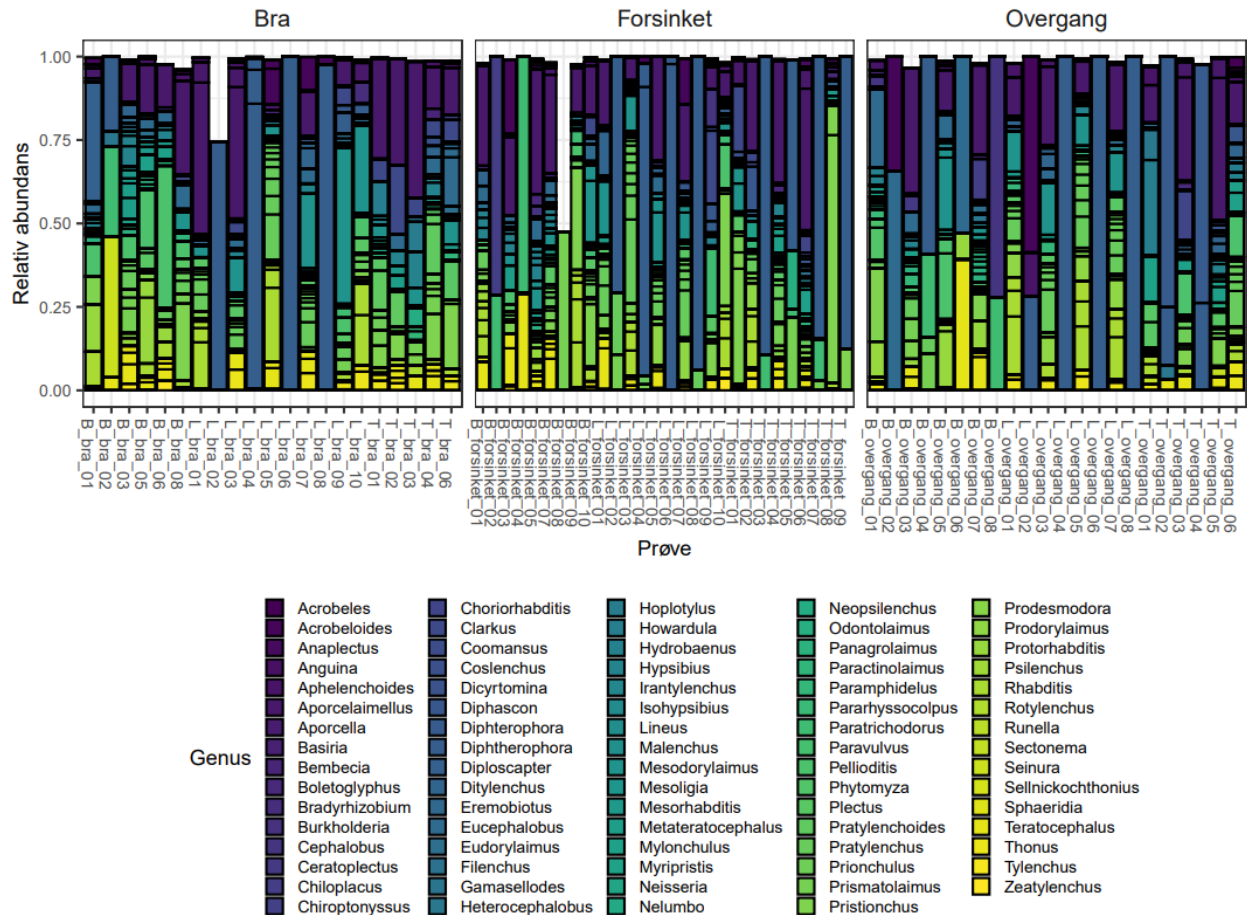 Bra
Forsinket
Overgang
Relativ abundans
1.00
0.75
0.50
0.25
0.00
B_bra_01
B_bra_02
B_bra_03
B_bra_05
B_bra_06
B_bra_08
L_bra_01
L_bra_02
L_bra_03
L_bra_04
L_bra_05
L_bra_06
L_bra_07
L_bra_08
L_bra_09
L_bra_10
T_bra_01
T_bra_02
T_bra_03
T_bra_04
T_bra_06
B_forsinket_01
B_forsinket_02
B_forsinket_03
B_forsinket_04
B_forsinket_05
B_forsinket_07
B_forsinket_08
B_forsinket_09
B_forsinket_10
L_forsinket_01
L_forsinket_02
L_forsinket_03
L_forsinket_04
L_forsinket_05
L_forsinket_06
L_forsinket_07
L_forsinket_08
L_forsinket_09
L_forsinket_10
T_forsinket_01
T_forsinket_02
T_forsinket_03
T_forsinket_04
T_forsinket_05
T_forsinket_06
T_forsinket_07
T_forsinket_08
T_forsinket_09
B_overgang_01
B_overgang_02
B_overgang_03
B_overgang_04
B_overgang_05
B_overgang_06
B_overgang_07
B_overgang_08
L_overgang_01
L_overgang_02
L_overgang_03
L_overgang_04
L_overgang_05
L_overgang_06
L_overgang_07
L_overgang_08
T_overgang_01
T_overgang_02
T_overgang_03
T_overgang_04
T_overgang_05
T_overgang_06
Prøve
Genus
Acrobeles
Acrobeloides
Anaplectus
Anguina
Aphelenchoides
Aporcelaimellus
Aporcella
Basiria
Bembecia
Boletoglyphus
Bradyrhizobium
Burkholderia
Cephalobus
Ceratoplectus
Chiloplacus
Chiroptonyssus
Choriorhabditis
Clarkus
Coomansus
Coslenchus
Dicyrtomina
Diphascon
Diphterophora
Diphtherophora
Diploscapter
Ditylenchus
Eremobiotus
Eucephalobus
Eudorylaimus
Filenchus
Gamasellodes
Heterocephalobus
Hoplotylus
Howardula
Hydrobaenus
Hypsibius
Irantylenchus
Isohypsibius
Lineus
Malenchus
Mesodorylaimus
Mesoligia
Mesorhabditis
Metateratocephalus
Mylonchulus
Myripristis
Neisseria
Nelumbo
Neopsilenchus
Odontolaimus
Panagrolaimus
Paractinolaimus
Paramphidelus
Pararhyssocolpus
Paratrichodorus
Paravulvus
Pellioditis
Phytomyza
Plectus
Pratylenchoides
Pratylenchus
Prionchulus
Prismatolaimus
Pristionchus
Prodesmodora
Prodorylaimus
Protorhabditis
Psilenchus
Rhabditis
Rotylenchus
Runella
Sectonema
Seinura
Sellnickochthonius
Sphaeridia
Teratocephalus
Thonus
Tylenchus
Zeatylenchus